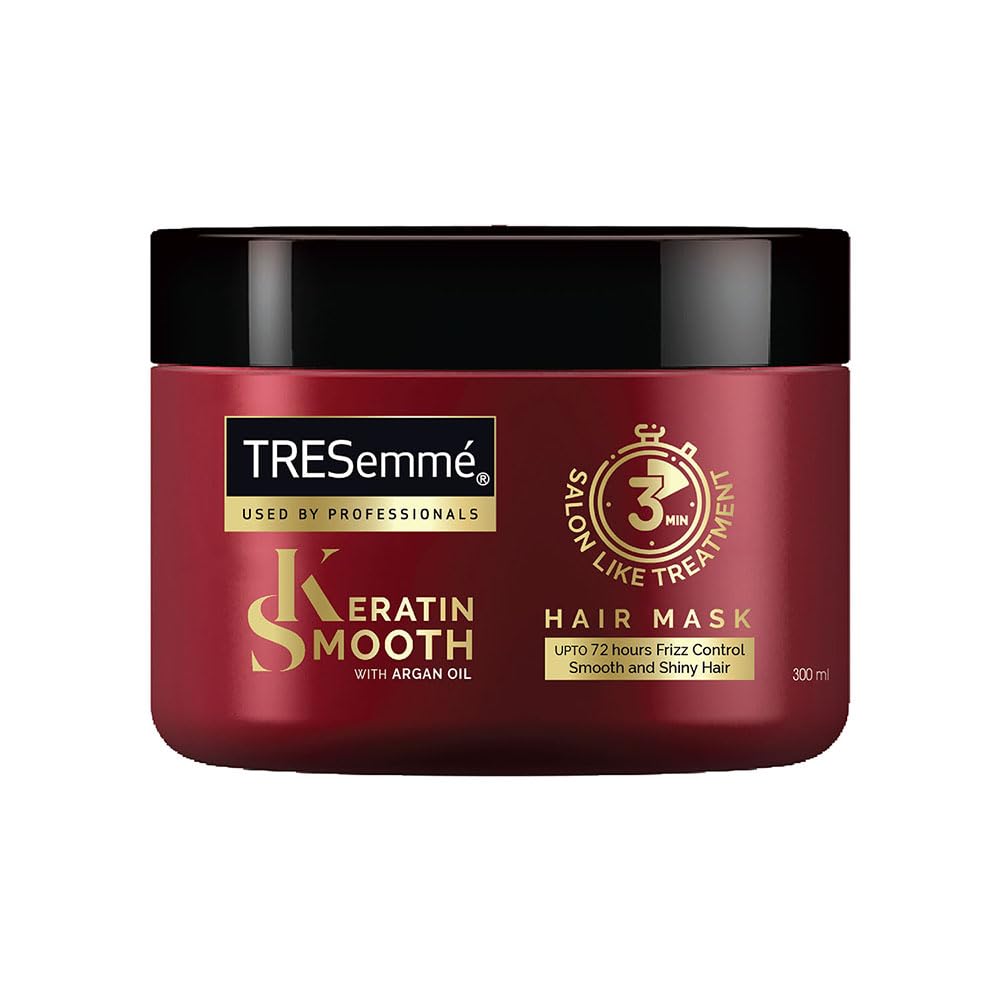 TRESemmé®
USED BY PROFESSIONALS
KERATIN
SMOOTH
WITH ARGAN OIL
3 MIN
SALON LIKE TREATMENT
HAIR MASK
UPTO 72 hours Frizz Control
Smooth and Shiny Hair
300 ml